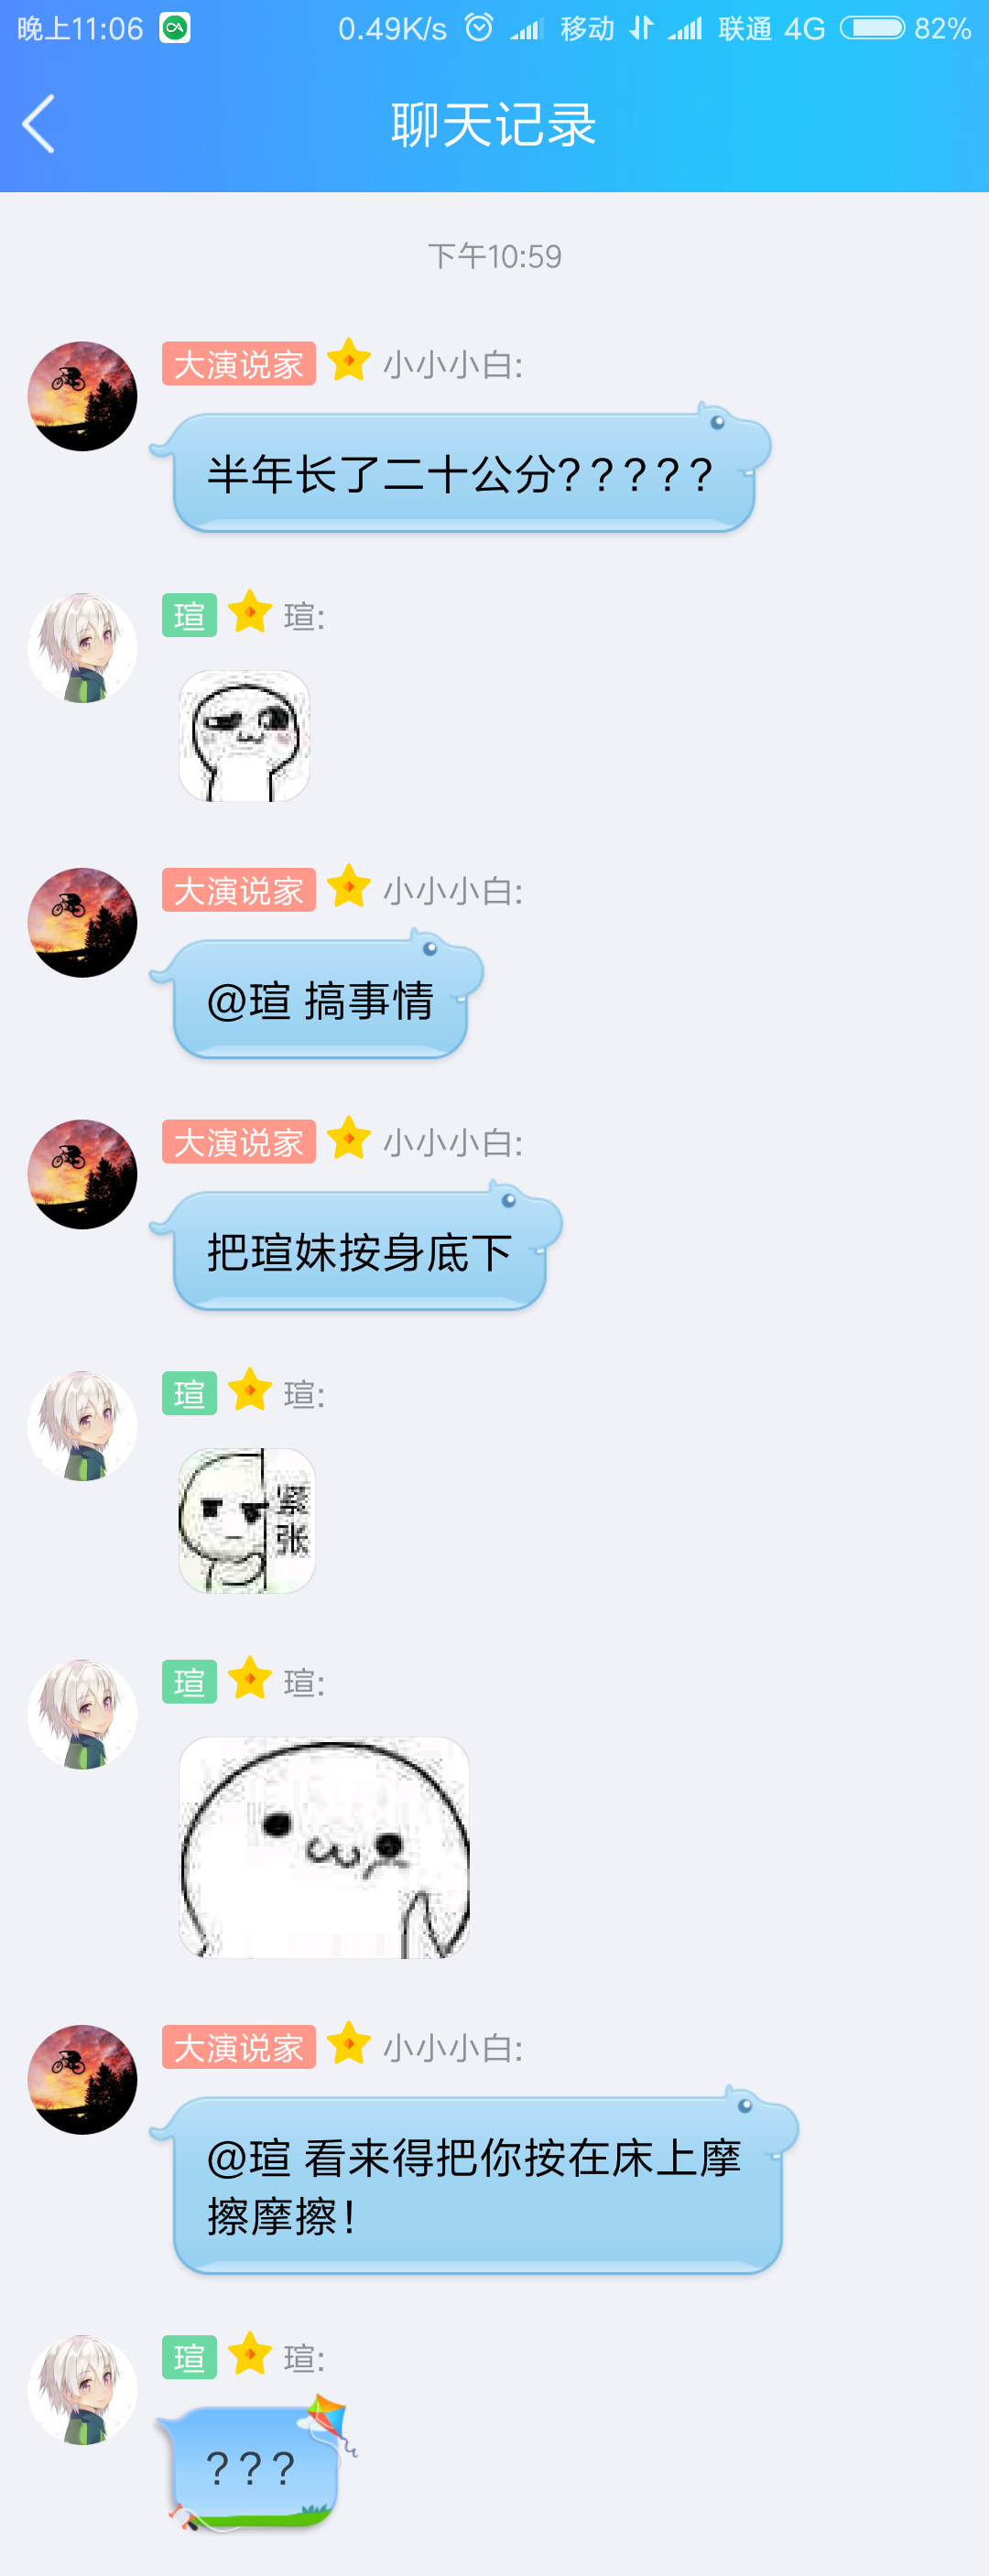 晚上11:06 CA 0.49K/s 移动 联通 4G 82%
聊天记录
下午10:59
大演说家 小小小白:
半年长了二十公分?????
瑄 瑄:
大演说家 小小小白:
@瑄 搞事情
大演说家 小小小白:
把瑄妹按身底下
瑄 瑄:
紧张
瑄 瑄:
大演说家 小小小白:
@瑄 看来得把你按在床上摩
擦摩擦!
瑄 瑄:
???